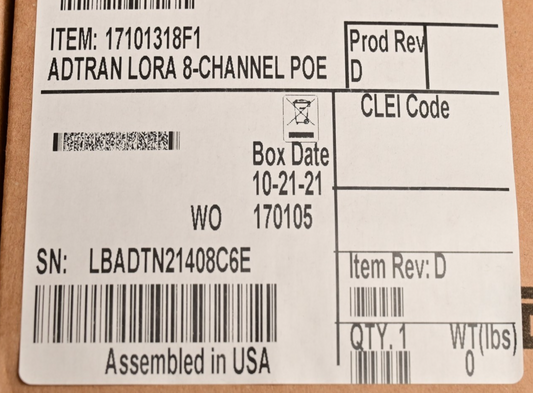 ITEM: 17101318F1
ADTRAN LORA 8-CHANNEL POE
Prod Rev
D
CLEI Code
Box Date
10-21-21
WO 170105
SN: LBADTN21408C6E
Assembled in USA
Item Rev: D
QTY. 1 WT(lbs)
0